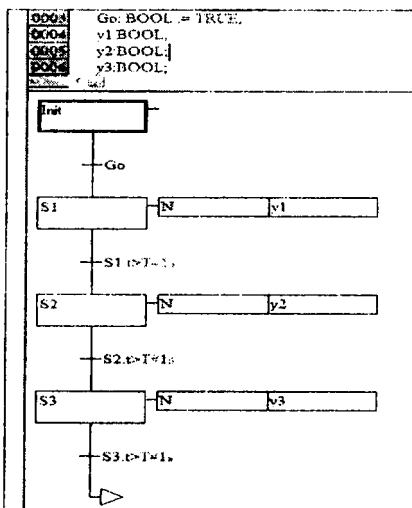 0003 Go: BOOL := TRUE;
0004 y1:BOOL;
0005 y2:BOOL;
0006 y3:BOOL;
Init
Go
S1 N y1
S2 N y2
S2.t>T#1s
S3 N y3
S3.t>T#1s